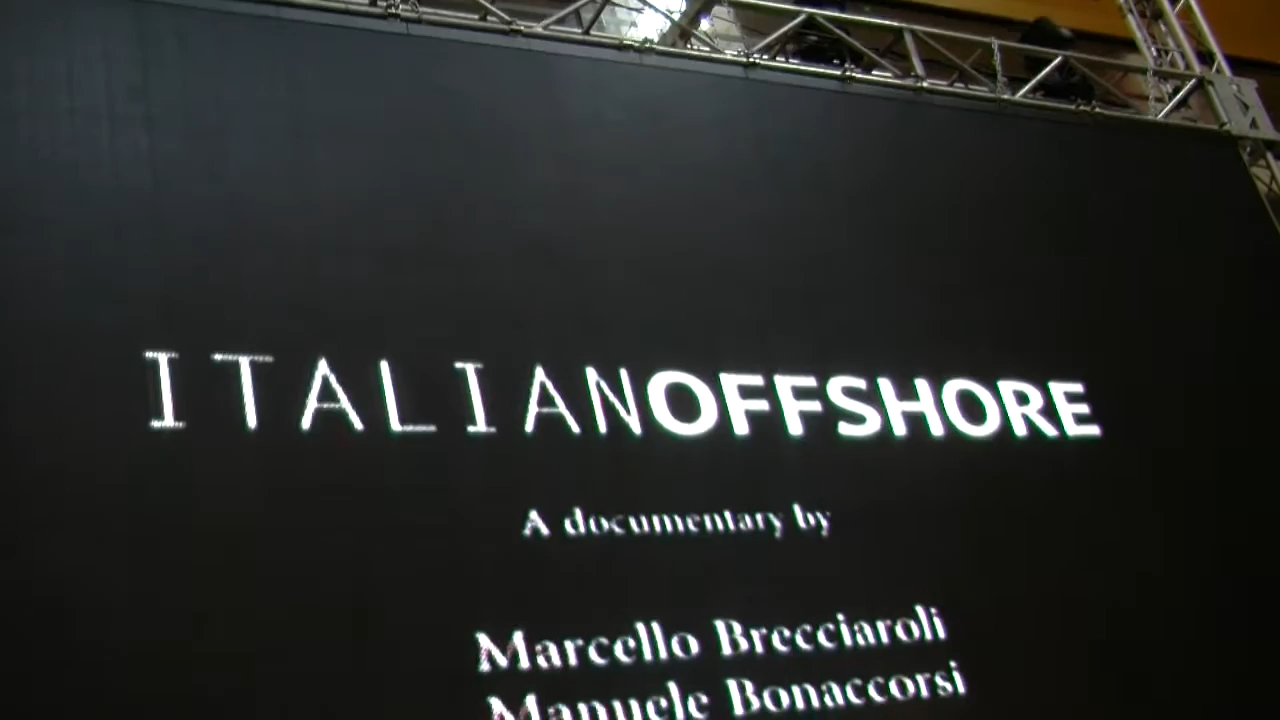 ITALIANOFFSHORE
A documentary by
Marcello Brecciaroli
Manuele Bonaccorsi